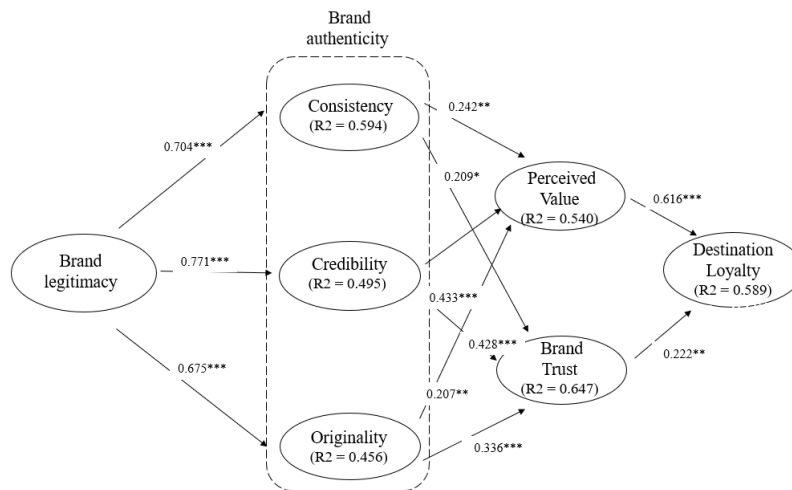 Brand
authenticity
Consistency
(R2 = 0.594)
0.242**
0.704***
0.209*
Perceived
Value
(R2 = 0.540)
0.616***
Brand
legitimacy
0.771***
Credibility
(R2 = 0.495)
Destination
Loyalty
(R2 = 0.589)
0.433***
0.428***
Brand
Trust
(R2 = 0.647)
0.222**
0.675***
0.207**
Originality
(R2 = 0.456)
0.336***